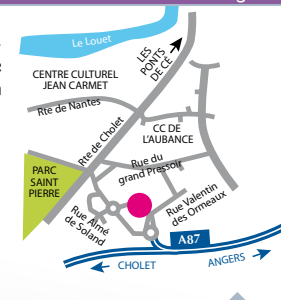 Le Louet
LES
PONTS
DE CÉ
CENTRE CULTUREL
JEAN CARMET
Rte de Nantes
Rte de Cholet
CC DE
L'AUBANCE
Rue du
grand Pressoir
PARC
SAINT
PIERRE
Rue Aimé
de Soland
Rue Valentin
des Ormeaux
A87
CHOLET
ANGERS